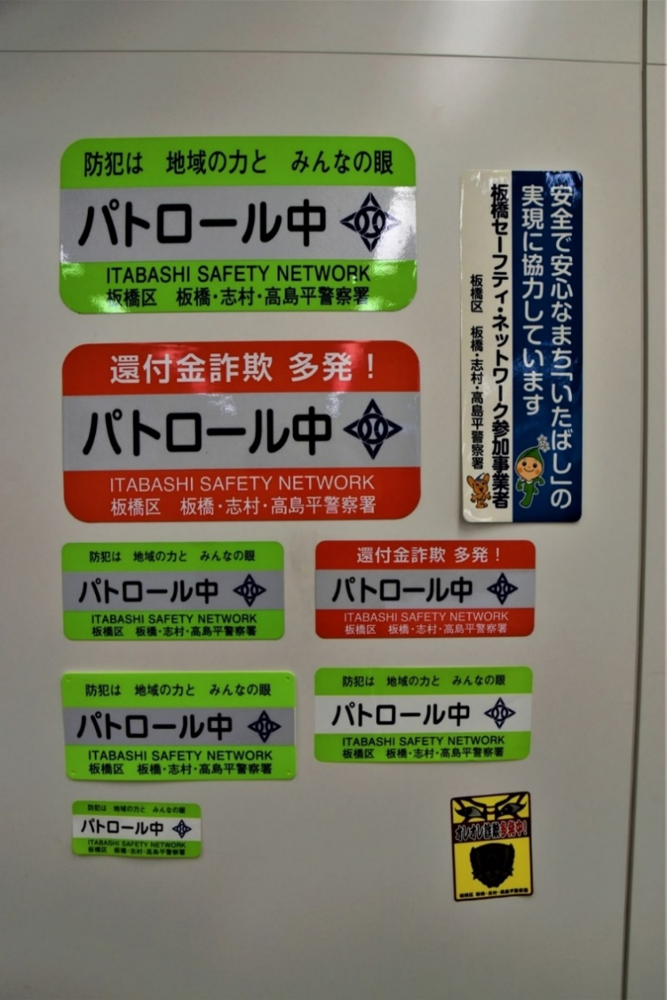 防犯は 地域の力と みんなの眼
パトロール中
ITABASHI SAFETY NETWORK
板橋区 板橋・志村・高島平警察署
安全で安心なまち「いたばし」の
実現に協力しています
板橋セーフティ・ネットワーク参加事業者
板橋区 板橋・志村・高島平警察署
還付金詐欺 多発！
パトロール中
ITABASHI SAFETY NETWORK
板橋区 板橋・志村・高島平警察署
防犯は 地域の力と みんなの眼
パトロール中
ITABASHI SAFETY NETWORK
板橋区 板橋・志村・高島平警察署
還付金詐欺 多発！
パトロール中
ITABASHI SAFETY NETWORK
板橋区 板橋・志村・高島平警察署
防犯は 地域の力と みんなの眼
パトロール中
ITABASHI SAFETY NETWORK
板橋区 板橋・志村・高島平警察署
防犯は 地域の力と みんなの眼
パトロール中
ITABASHI SAFETY NETWORK
板橋区 板橋・志村・高島平警察署
防犯は 地域の力と みんなの眼
パトロール中
ITABASHI SAFETY NETWORK
板橋区 板橋・志村・高島平警察署
オレオレ詐欺多発中!
板橋区 板橋・志村・高島平警察署